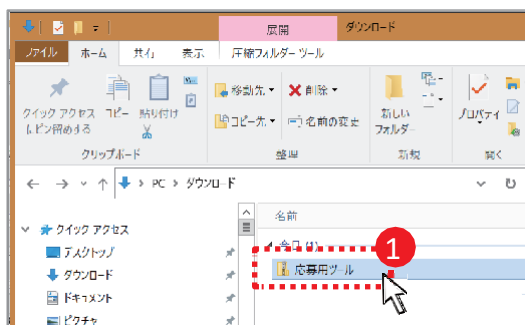 展開 ダウンロード
ファイル ホーム 共有 表示 圧縮フォルダー ツール
クイック アクセス にピン留めする
コピー
貼り付け
クリップボード
移動先
コピー先
削除
名前の変更
整理
新しい フォルダー
新規
プロパティ
開く
PC > ダウンロード
名前
クイック アクセス
デスクトップ
ダウンロード
ドキュメント
ピクチャ
今日 (1)
1
応募用ツール